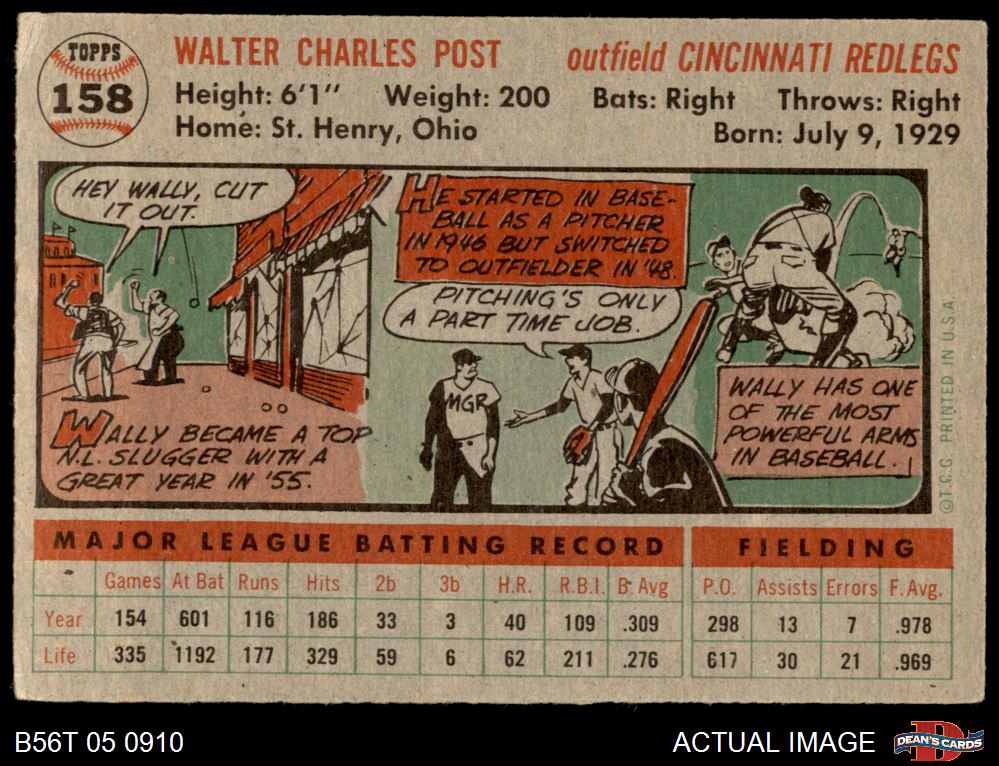 TOPPS
158
WALTER CHARLES POST
outfield CINCINNATI REDLEGS
Height: 6'1" Weight: 200 Bats: Right Throws: Right
Home: St. Henry, Ohio Born: July 9, 1929
HEY WALLY, CUT
IT OUT.
WALLY BECAME A TOP
N.L. SLUGGER WITH A
GREAT YEAR IN '55.
HE STARTED IN BASE-
BALL AS A PITCHER
IN 1946 BUT SWITCHED
TO OUTFIELDER IN '48.
PITCHING'S ONLY
A PART TIME JOB.
MGR
WALLY HAS ONE
OF THE MOST
POWERFUL ARMS
IN BASEBALL.
©T.C.G. PRINTED IN U.S.A.
MAJOR LEAGUE BATTING RECORD FIELDING
Games At Bat Runs Hits 2b 3b H.R. R.B.I. B. Avg P.O. Assists Errors F. Avg.
Year 154 601 116 186 33 3 40 109 .309 298 13 7 .978
Life 335 1192 177 329 59 6 62 211 .276 617 30 21 .969
B56T 05 0910
ACTUAL IMAGE
DEAN'S CARDS